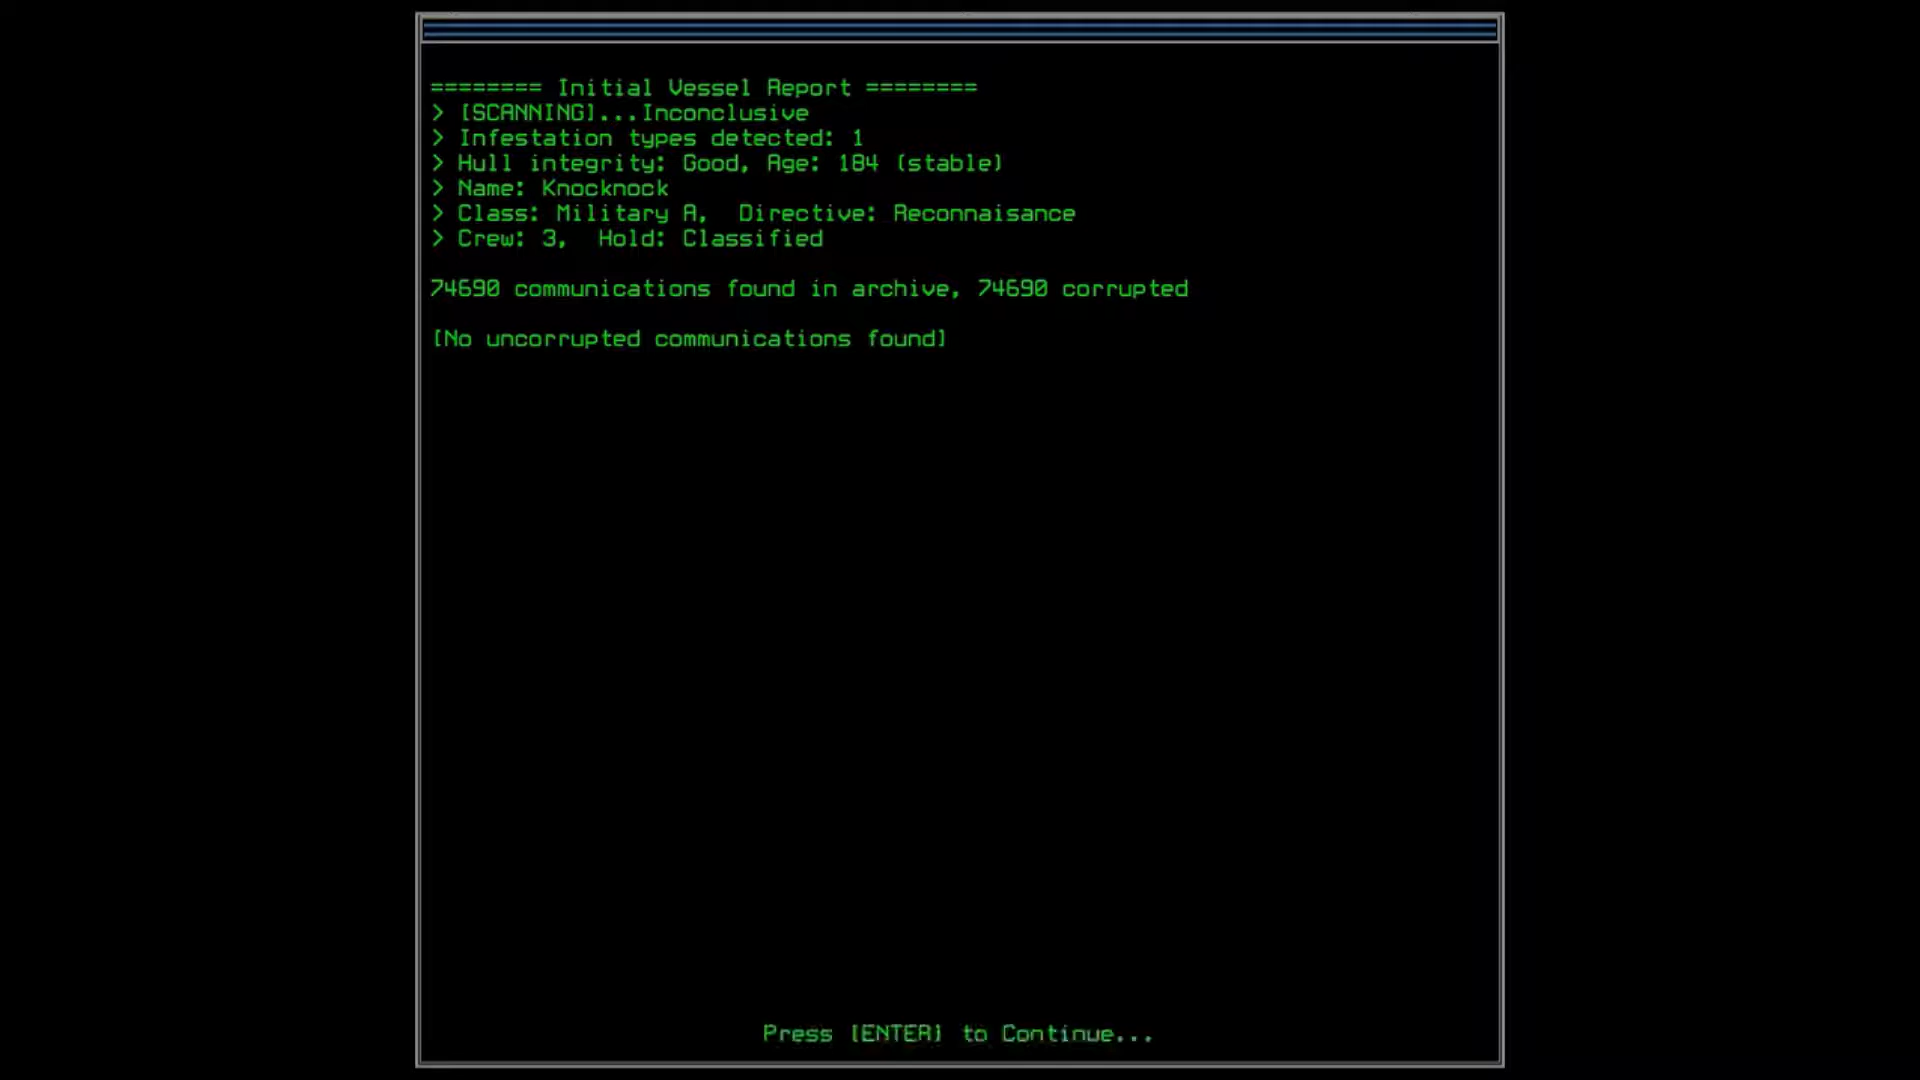 ======== Initial Vessel Report ========
> [SCANNING]...Inconclusive
> Infestation types detected: 1
> Hull integrity: Good, Age: 184 (stable)
> Name: Knocknock
> Class: Military A,  Directive: Reconnaisance
> Crew: 3,  Hold: Classified
74690 communications found in archive, 74690 corrupted
[No uncorrupted communications found]
Press [ENTER] to Continue...